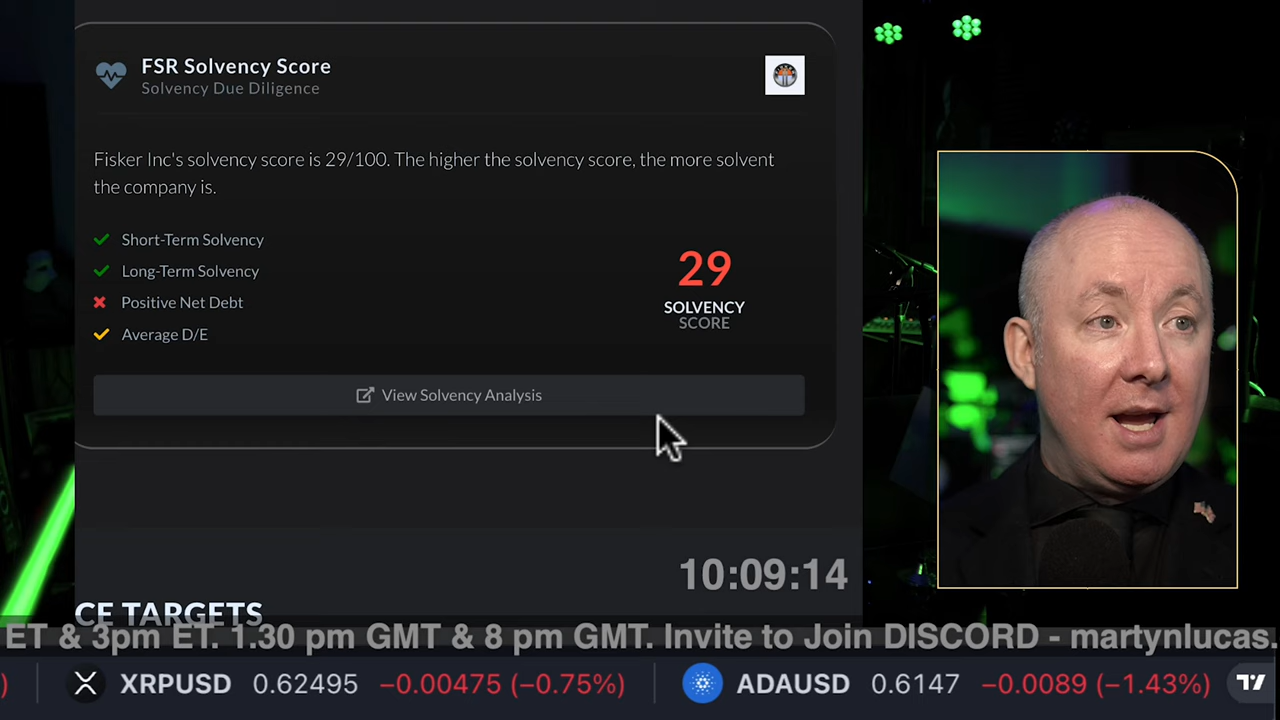 FSR Solvency Score
Solvency Due Diligence
Fisker Inc's solvency score is 29/100. The higher the solvency score, the more solvent
the company is.
Short-Term Solvency
Long-Term Solvency
Positive Net Debt
Average D/E
29
SOLVENCY
SCORE
View Solvency Analysis
10:09:14
CE TARGETS
ET & 3pm ET. 1.30 pm GMT & 8 pm GMT. Invite to Join DISCORD - martynlucas.
) XRPUSD 0.62495 −0.00475 (−0.75%) ADAUSD 0.6147 −0.0089 (−1.43%)